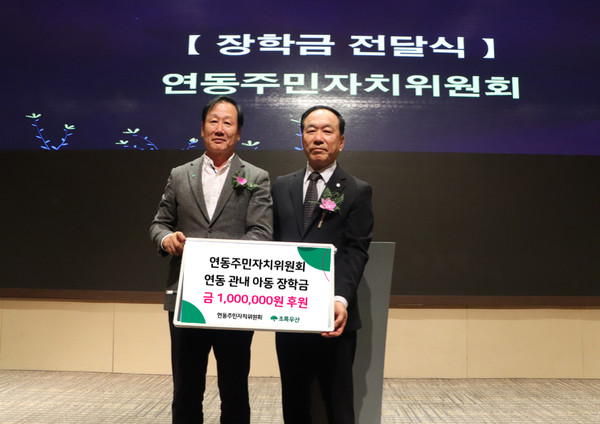 【 장학금 전달식 】
연동주민자치위원회
연동주민자치위원회
연동 관내 아동 장학금
금 1,000,000원 후원
연동주민자치위원회 초록우산